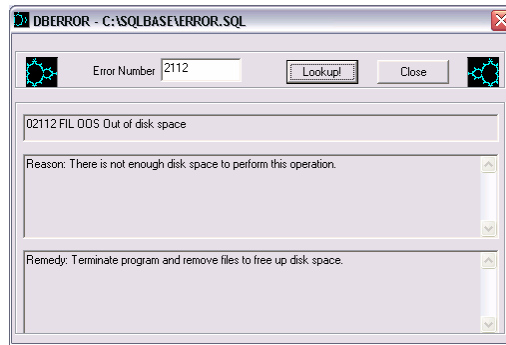 DBERROR - C:\SQLBASE\ERROR.SQL
Error Number 2112 Lookup! Close
02112 FIL OOS Out of disk space
Reason: There is not enough disk space to perform this operation.
Remedy: Terminate program and remove files to free up disk space.